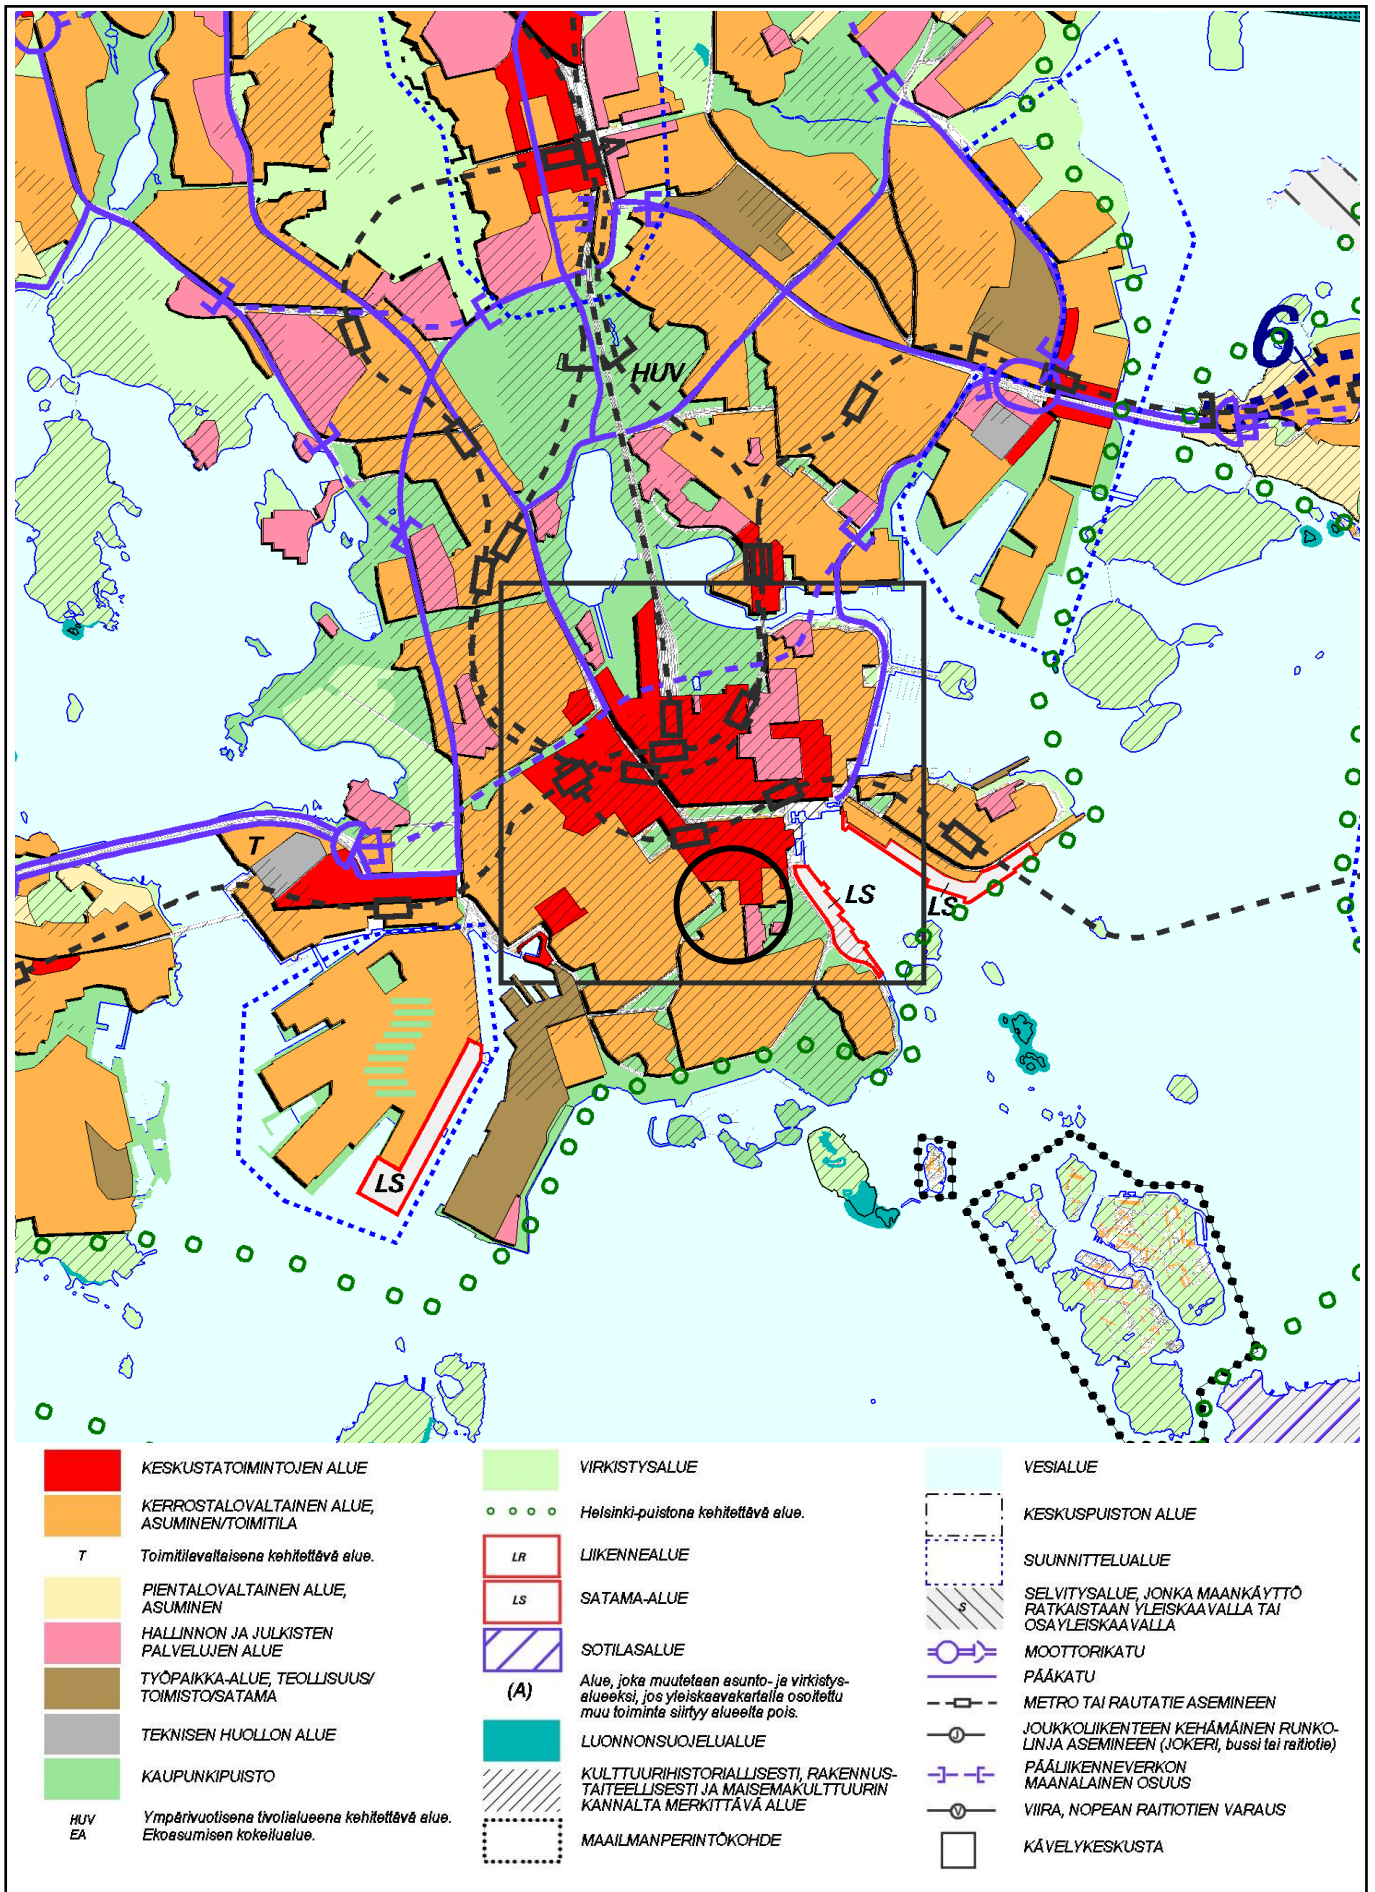 HUV
6
T
LS
LS
LS
KESKUSTATOIMINTOJEN ALUE
KERROSTALOVALTAINEN ALUE,
ASUMINEN/TOIMITILA
T Toimitilavaltaisena kehitettävä alue.
PIENTALOVALTAINEN ALUE,
ASUMINEN
HALLINNON JA JULKISTEN
PALVELUJEN ALUE
TYÖPAIKKA-ALUE, TEOLLISUUS/
TOIMISTO/SATAMA
TEKNISEN HUOLLON ALUE
KAUPUNKIPUISTO
HUV Ympärivuotisena tivolialueena kehitettävä alue.
EA Ekoasumisen kokeilualue.
VIRKISTYSALUE
Helsinki-puistona kehitettävä alue.
LR LIIKENNEALUE
LS SATAMA-ALUE
SOTILASALUE
(A) Alue, joka muutetaan asunto- ja virkistys-
alueeksi, jos yleiskaavakartalla osoitettu
muu toiminta siirtyy alueelta pois.
LUONNONSUOJELUALUE
KULTTUURIHISTORIALLISESTI, RAKENNUS-
TAITEELLISESTI JA MAISEMAKULTTUURIN
KANNALTA MERKITTÄVÄ ALUE
MAAILMANPERINTÖKOHDE
VESIALUE
KESKUSPUISTON ALUE
SUUNNITTELUALUE
S SELVITYSALUE, JONKA MAANKÄYTTÖ
RATKAISTAAN YLEISKAAVALLA TAI
OSAYLEISKAAVALLA
MOOTTORIKATU
PÄÄKATU
METRO TAI RAUTATIE ASEMINEEN
J JOUKKOLIIKENTEEN KEHÄMÄINEN RUNKO-
LINJA ASEMINEEN (JOKERI, bussi tai raitiotie)
PÄÄLIIKENNEVERKON
MAANALAINEN OSUUS
V VIIRA, NOPEAN RAITIOTIEN VARAUS
KÄVELYKESKUSTA